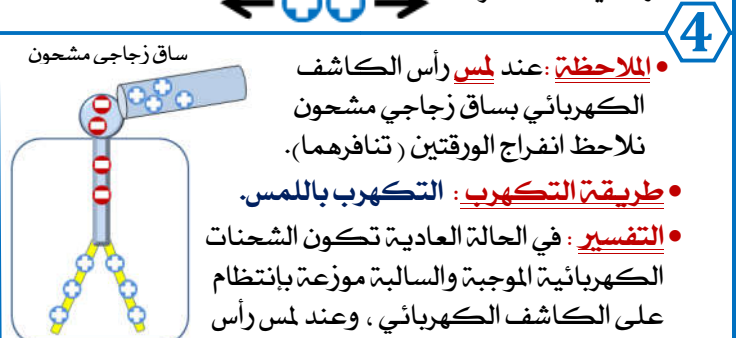 4
ساق زجاجي مشحون
• الملاحظة : عند لمس رأس الكاشف
الكهربائي بساق زجاجي مشحون
نلاحظ انفراج الورقتين ( تنافرهما).
• طريقة التكهرب : التكهرب باللمس.
• التفسير : في الحالة العادية تكون الشحنات
الكهربائية الموجبة والسالبة موزعة بإنتظام
على الكاشف الكهربائي ، وعند لمس رأس